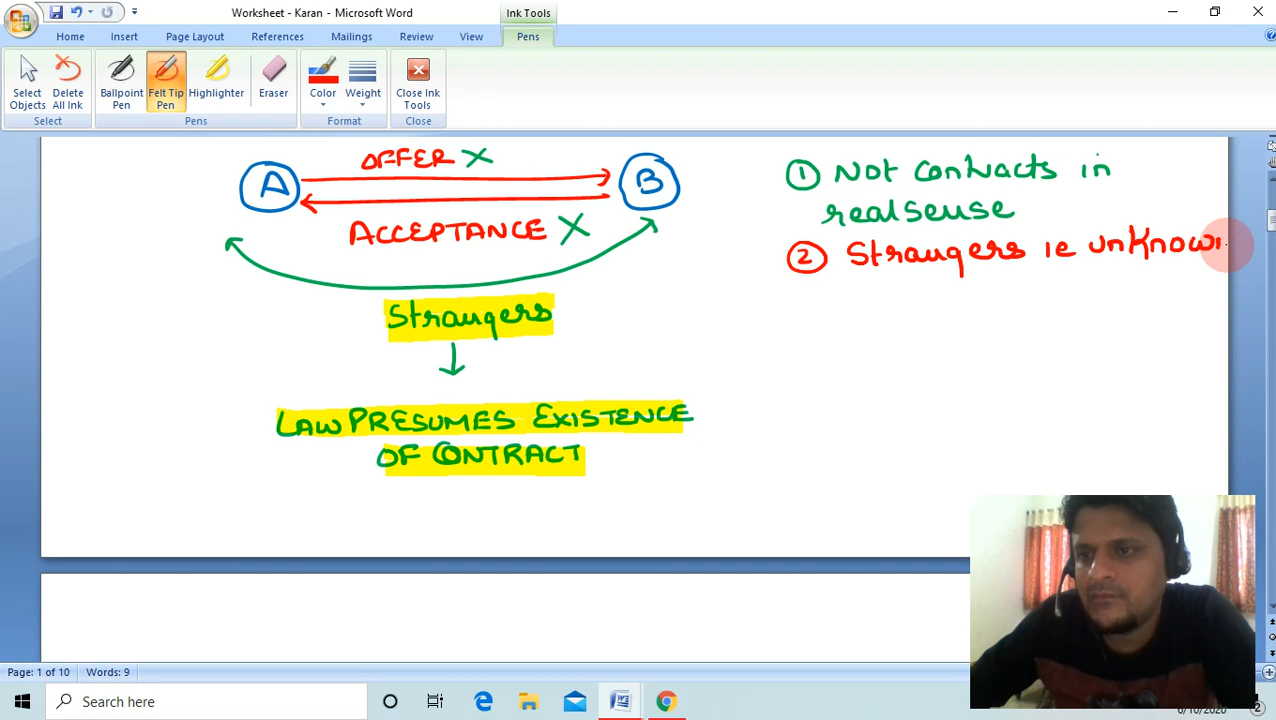 Worksheet - Karan - Microsoft Word
Ink Tools
Home Insert Page Layout References Mailings Review View Pens
Select Objects
Delete All Ink
Ballpoint Pen
Felt Tip Pen
Highlighter
Eraser
Color
Weight
Close Ink Tools
Select Pens Format Close
OFFER X
A B
ACCEPTANCE X
Strangers
LAW PRESUMES EXISTENCE
OF CONTRACT
1 Not Contracts in
real seuse
2 Strangers ie unknow
Page: 1 of 10 Words: 9
Search here